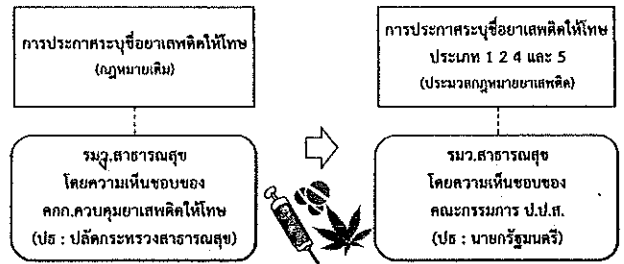 การประกาศระบุชื่อยาเสพติดให้โทษ
(กฎหมายเดิม)
รมว.สาธารณสุข
โดยความเห็นชอบของ
คกก.ควบคุมยาเสพติดให้โทษ
(ปธ : ปลัดกระทรวงสาธารณสุข)
การประกาศระบุชื่อยาเสพติดให้โทษ
ประเภท 1 2 4 และ 5
(ประมวลกฎหมายยาเสพติด)
รมว.สาธารณสุข
โดยความเห็นชอบของ
คณะกรรมการ ป.ป.ส.
(ปธ : นายกรัฐมนตรี)